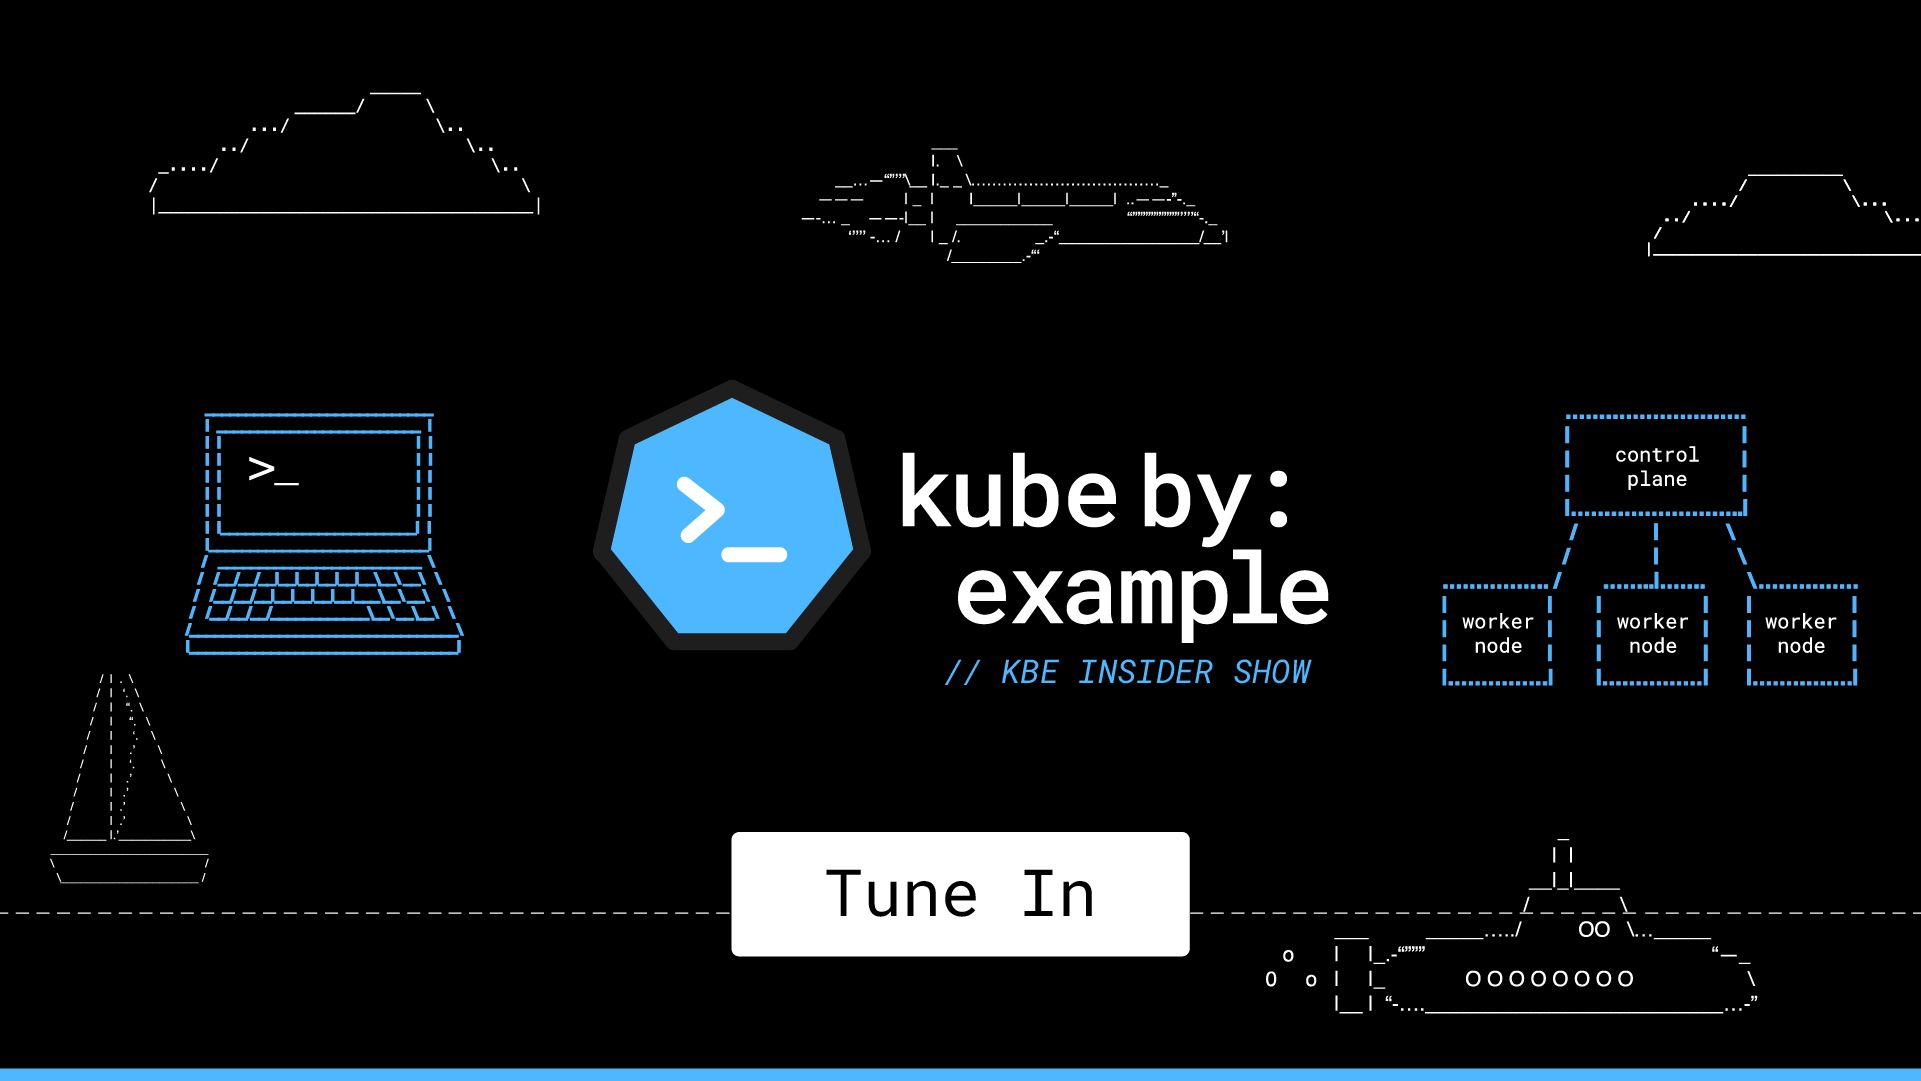 >_
>_
kube by:
example
// KBE INSIDER SHOW
control
plane
worker
node
worker
node
worker
node
Tune In